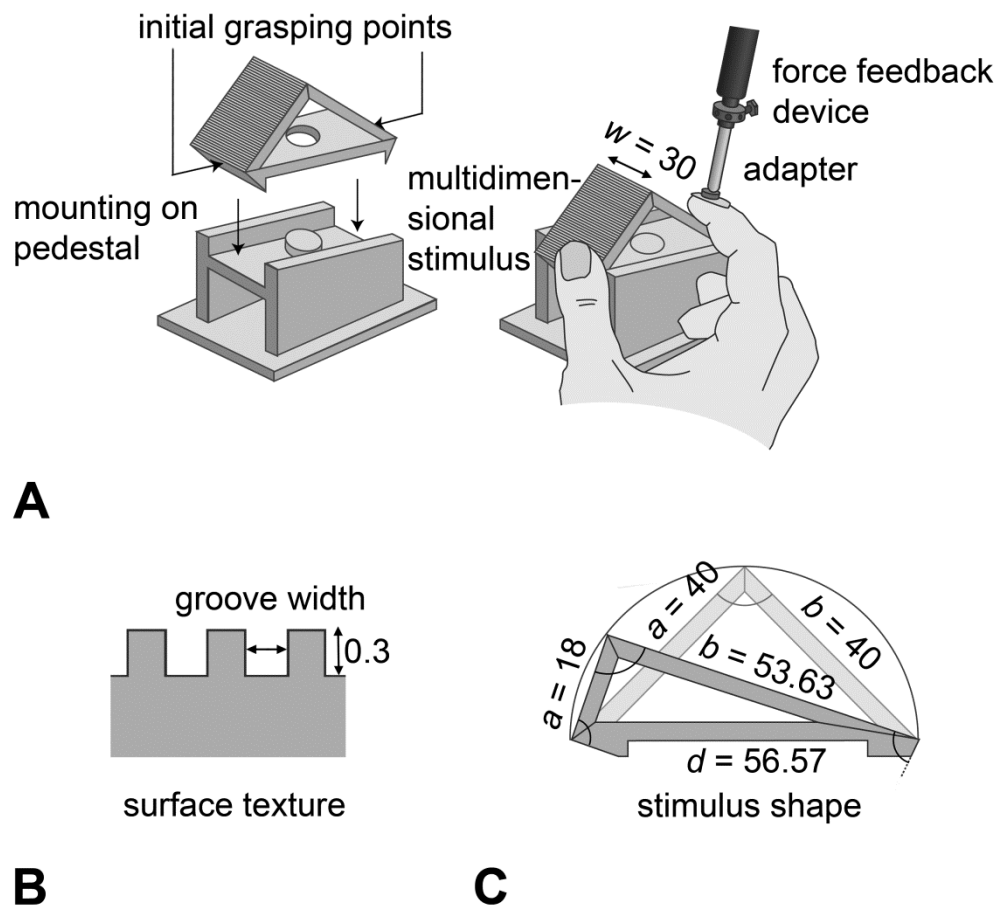 initial grasping points
force feedback
device
w = 30
adapter
multidimen-
sional
stimulus
mounting on
pedestal
A
groove width
0.3
surface texture
B
a = 40
b = 40
a = 18
b = 53.63
d = 56.57
stimulus shape
C